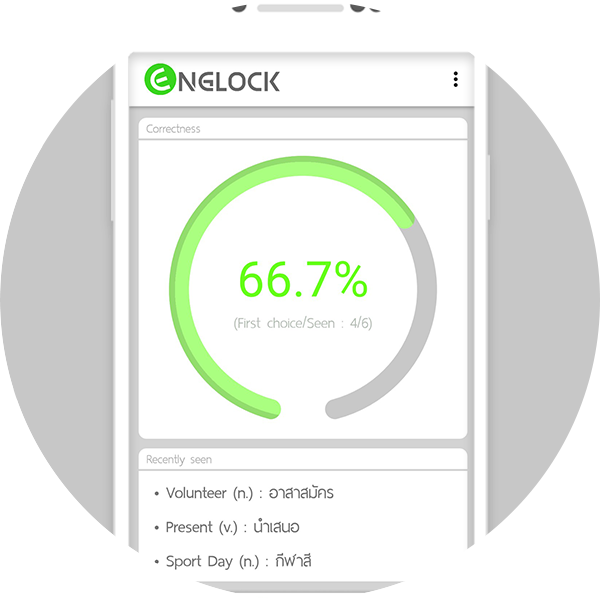 ENGLOCK
Correctness
66.7%
(First choice/Seen : 4/6)
Recently seen
• Volunteer (n.) : อาสาสมัคร
• Present (v.) : นำเสนอ
• Sport Day (n.) : กีฬาสี